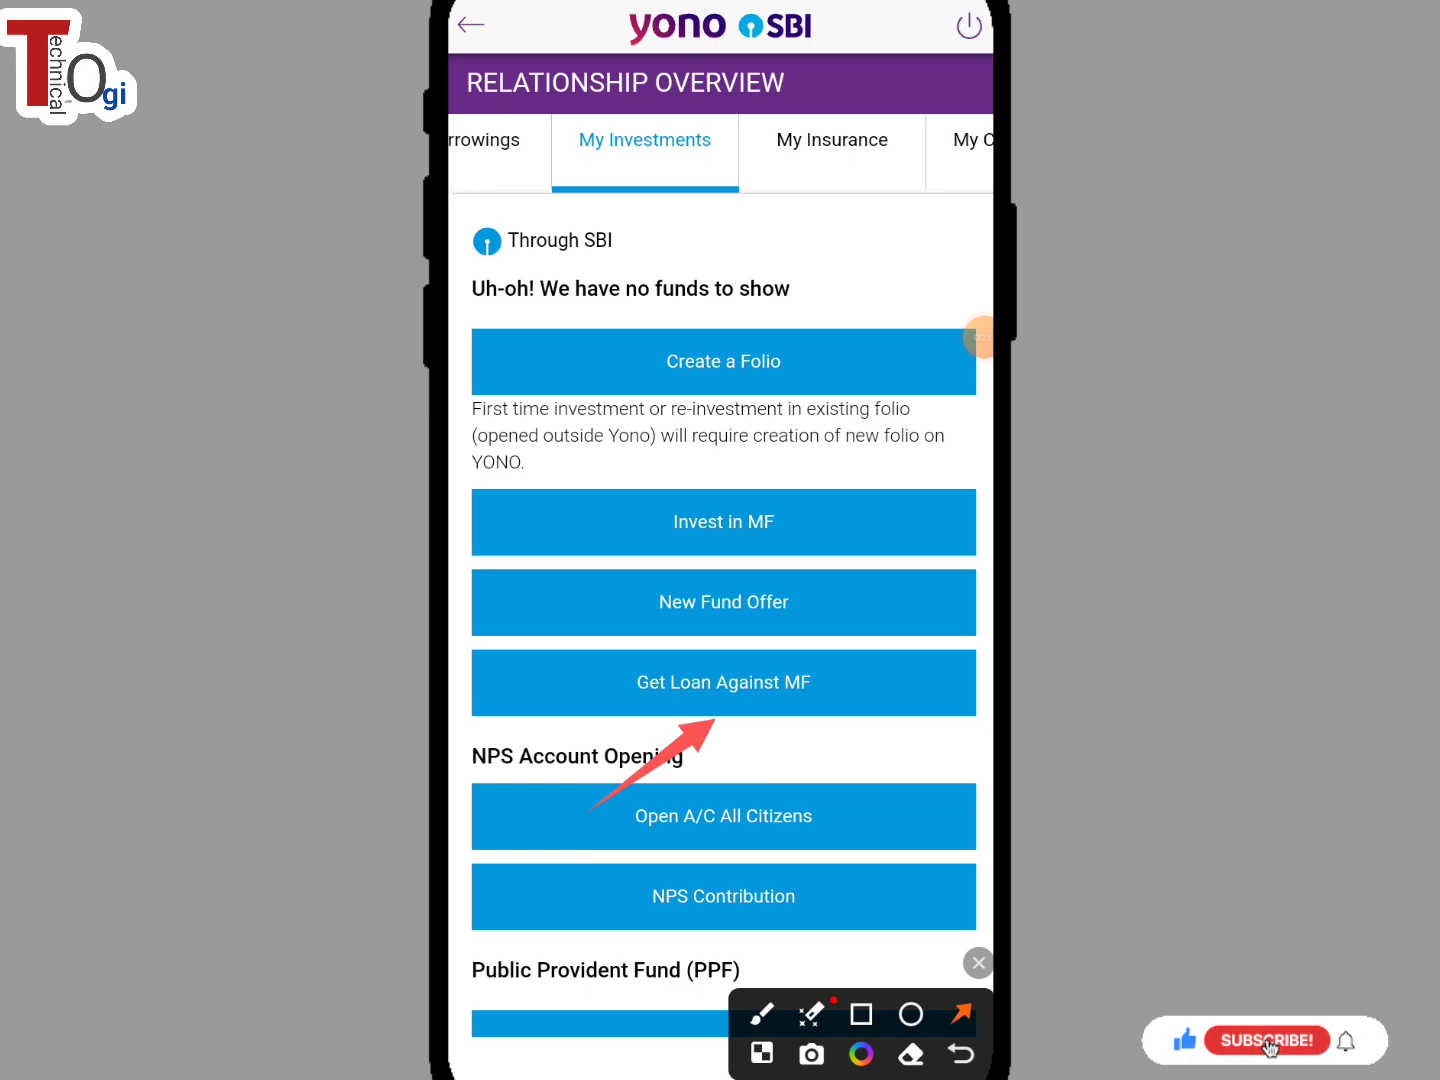 Technical
Ogi
yono SBI
RELATIONSHIP OVERVIEW
rrowings
My Investments
My Insurance
My C
Through SBI
Uh-oh! We have no funds to show
Create a Folio
First time investment or re-investment in existing folio
(opened outside Yono) will require creation of new folio on
YONO.
Invest in MF
New Fund Offer
Get Loan Against MF
NPS Account Opening
Open A/C All Citizens
NPS Contribution
Public Provident Fund (PPF)
SUBSCRIBE!